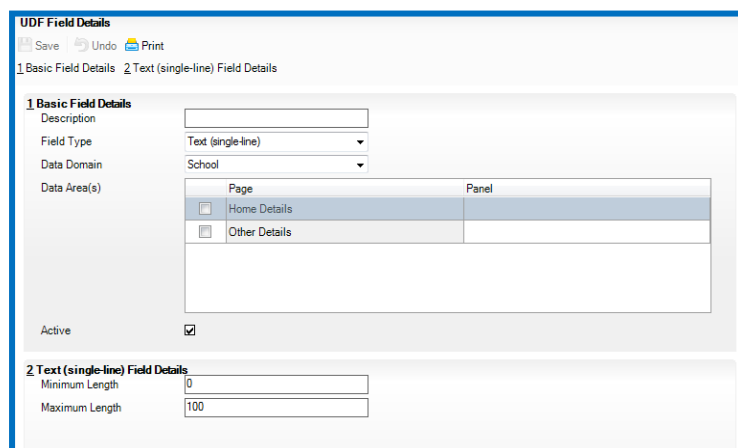 UDF Field Details
Save Undo Print
1 Basic Field Details 2 Text (single-line) Field Details
1 Basic Field Details
Description
Field Type Text (single-line)
Data Domain School
Data Area(s) Page Panel
Home Details
Other Details
Active
2 Text (single-line) Field Details
Minimum Length 0
Maximum Length 100